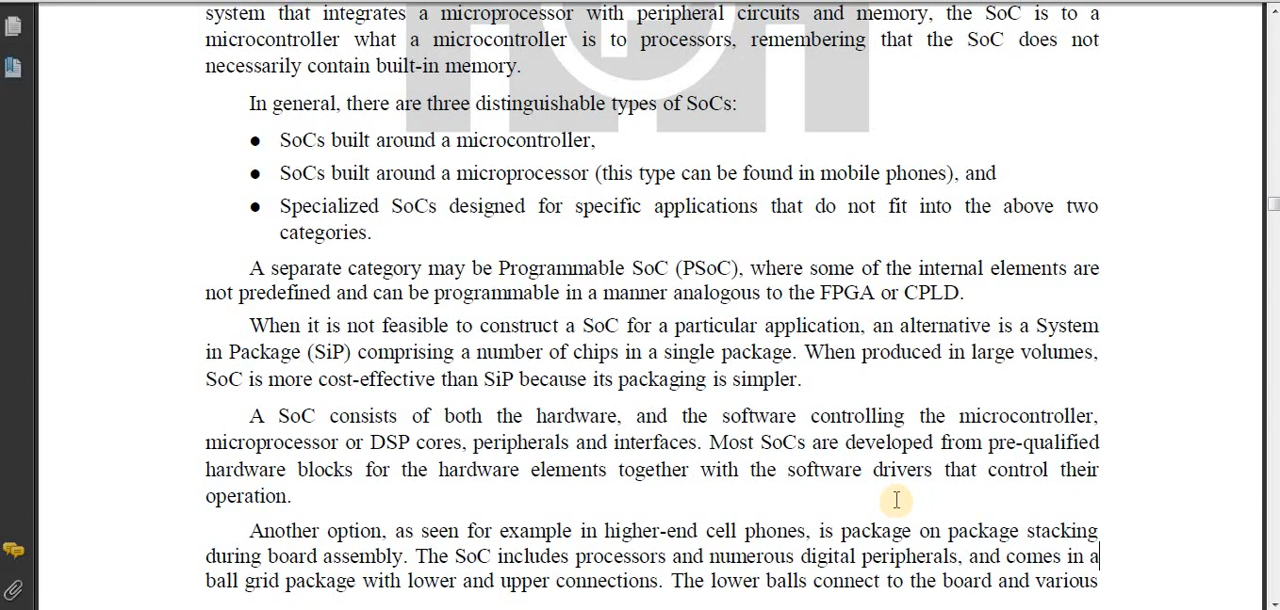 system that integrates a microprocessor with peripheral circuits and memory, the SoC is to a
microcontroller what a microcontroller is to processors, remembering that the SoC does not
necessarily contain built-in memory.
In general, there are three distinguishable types of SoCs:
● SoCs built around a microcontroller,
● SoCs built around a microprocessor (this type can be found in mobile phones), and
● Specialized SoCs designed for specific applications that do not fit into the above two
categories.
A separate category may be Programmable SoC (PSoC), where some of the internal elements are
not predefined and can be programmable in a manner analogous to the FPGA or CPLD.
When it is not feasible to construct a SoC for a particular application, an alternative is a System
in Package (SiP) comprising a number of chips in a single package. When produced in large volumes,
SoC is more cost-effective than SiP because its packaging is simpler.
A SoC consists of both the hardware, and the software controlling the microcontroller,
microprocessor or DSP cores, peripherals and interfaces. Most SoCs are developed from pre-qualified
hardware blocks for the hardware elements together with the software drivers that control their
operation.
Another option, as seen for example in higher-end cell phones, is package on package stacking
during board assembly. The SoC includes processors and numerous digital peripherals, and comes in a
ball grid package with lower and upper connections. The lower balls connect to the board and various